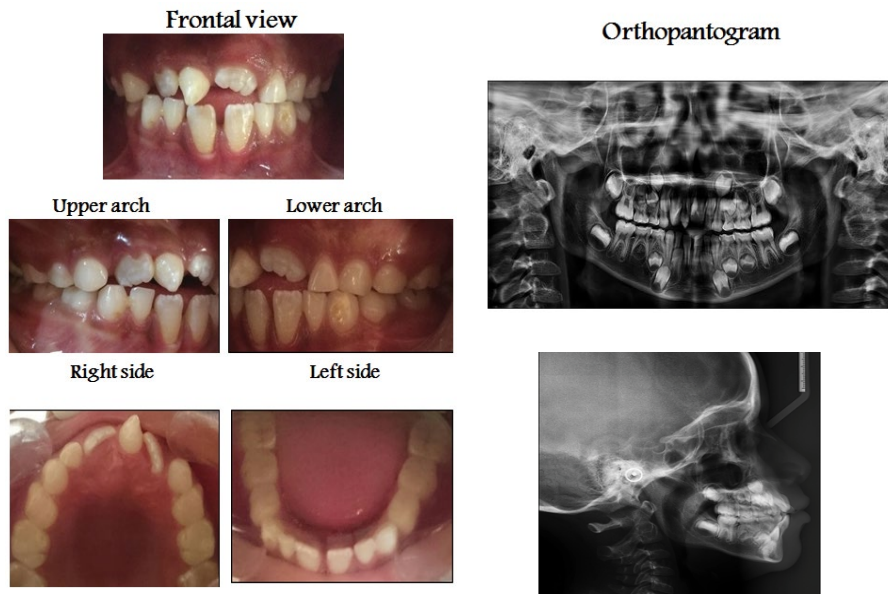 Frontal view
Orthopantogram
Upper arch
Lower arch
Right side
Left side